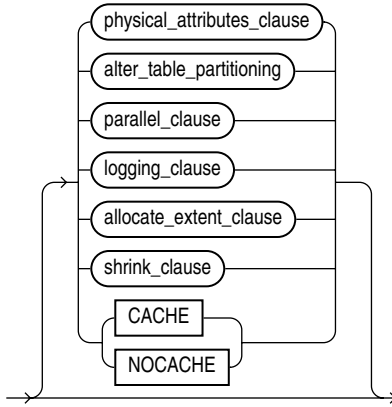 physical_attributes_clause
alter_table_partitioning
parallel_clause
logging_clause
allocate_extent_clause
shrink_clause
CACHE
NOCACHE